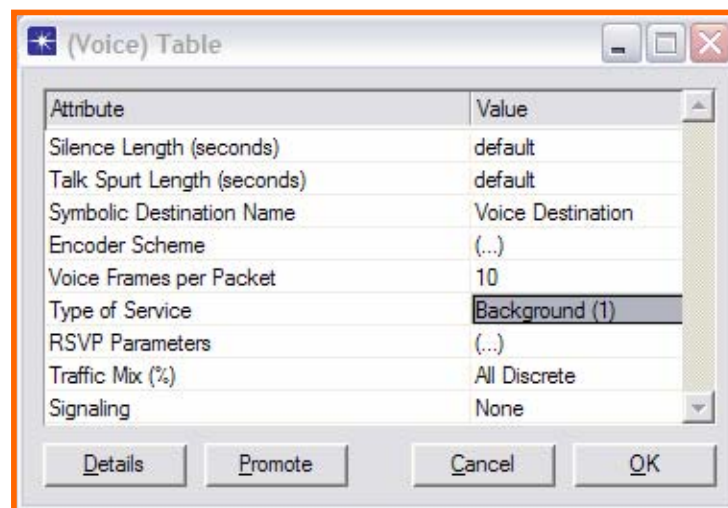 (Voice) Table
Attribute Value
Silence Length (seconds) default
Talk Spurt Length (seconds) default
Symbolic Destination Name Voice Destination
Encoder Scheme (...)
Voice Frames per Packet 10
Type of Service Background (1)
RSVP Parameters (...)
Traffic Mix (%) All Discrete
Signaling None
Details Promote Cancel OK